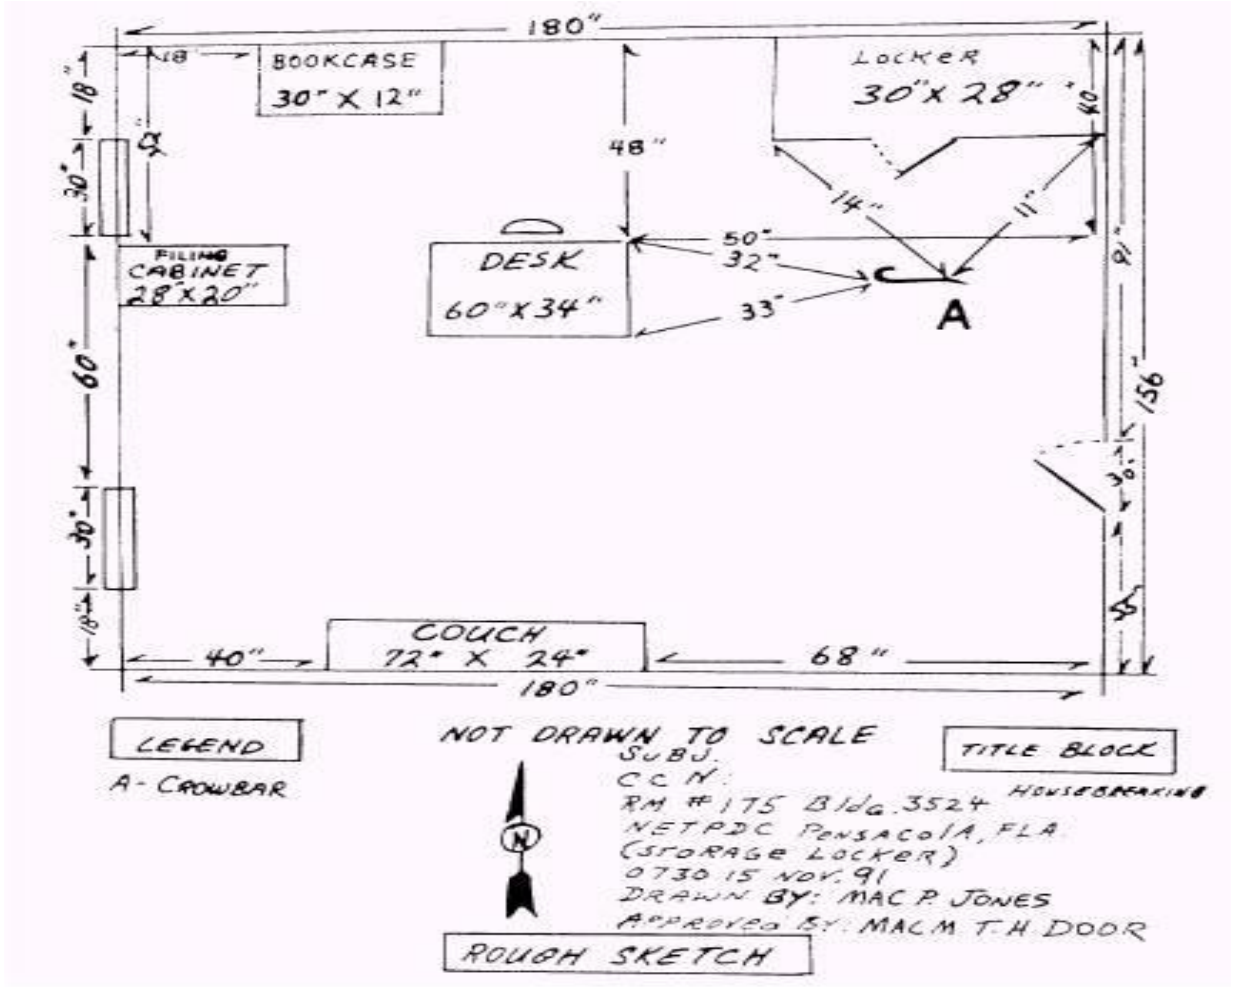 180"
18"
BOOKCASE
30" X 12"
LOCKER
30" X 28"
40
18"
30"
48"
14"
11"
91"
50"
32"
33"
FILING
CABINET
28" X 20"
DESK
60" X 34"
A
60"
156"
30"
30"
18"
COUCH
72" X 24"
40"
68"
180"
LEGEND
A - CROWBAR
NOT DRAWN TO SCALE
TITLE BLOCK
HOUSEBREAKING
SUBJ.
CCN:
RM #175 Bldg. 3524
NETPDC PENSACOLA, FLA.
(STORAGE LOCKER)
0730 15 NOV. 91
DRAWN BY: MAC P. JONES
APPROVED BY: MACM T.H. DOOR
N
ROUGH SKETCH